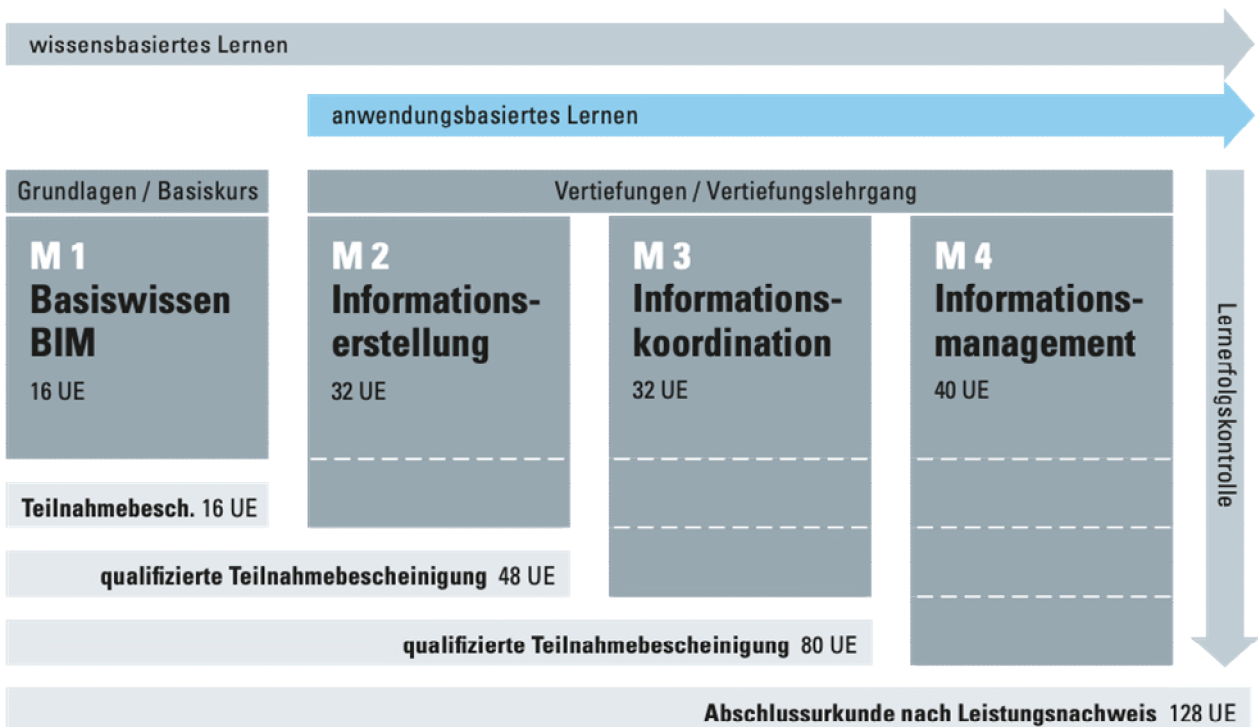 wissensbasiertes Lernen
anwendungsbasiertes Lernen
Grundlagen / Basiskurs
Vertiefungen / Vertiefungslehrgang
M 1
Basiswissen
BIM
16 UE
M 2
Informations-
erstellung
32 UE
M 3
Informations-
koordination
32 UE
M 4
Informations-
management
40 UE
Lernerfolgskontrolle
Teilnahmebesch. 16 UE
qualifizierte Teilnahmebescheinigung 48 UE
qualifizierte Teilnahmebescheinigung 80 UE
Abschlussurkunde nach Leistungsnachweis 128 UE